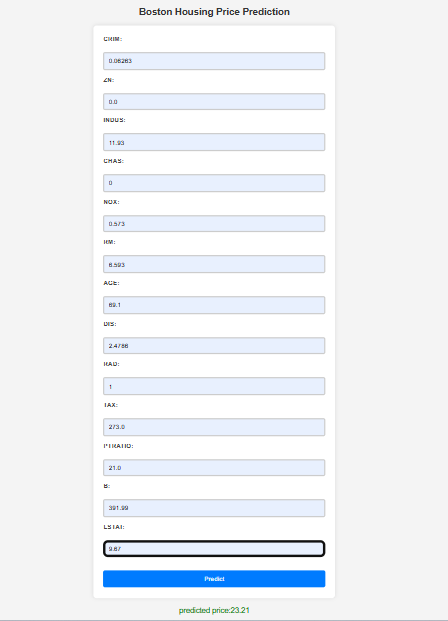 Boston Housing Price Prediction
CRIM:
0.06263
ZN:
0.0
INDUS:
11.93
CHAS:
0
NOX:
0.573
RM:
6.593
AGE:
69.1
DIS:
2.4786
RAD:
1
TAX:
273.0
PTRATIO:
21.0
B:
391.99
LSTAT:
9.67
Predict
predicted price:23.21